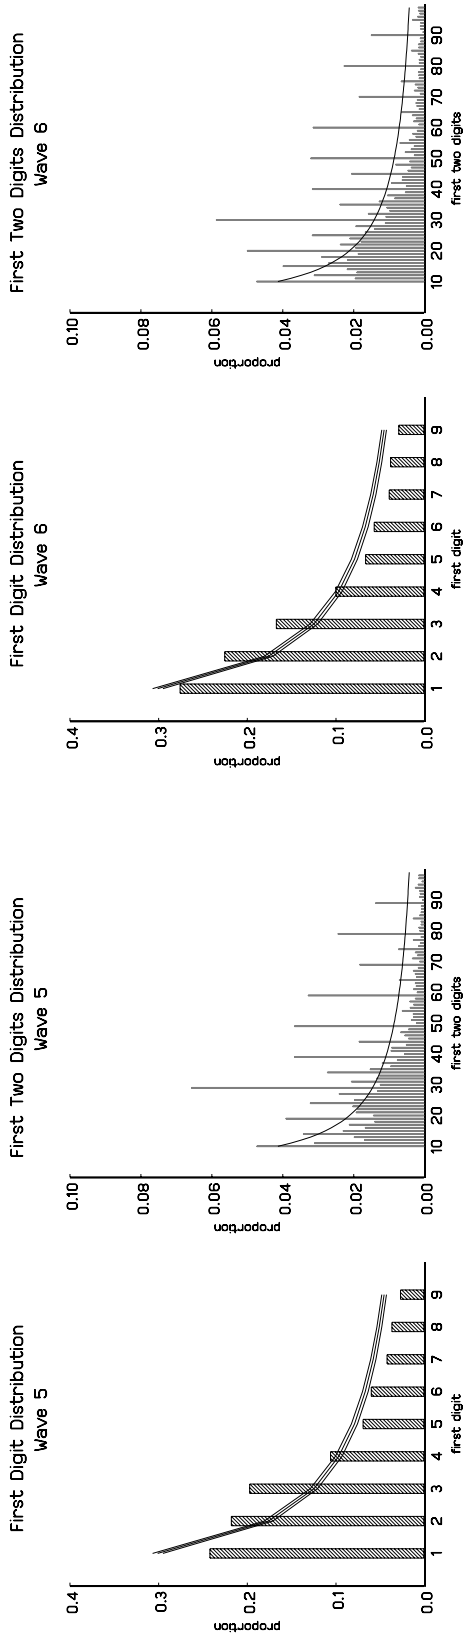 First Digit Distribution
Wave 5
proportion
0.4
0.3
0.2
0.1
0.0
1 2 3 4 5 6 7 8 9
first digit
First Two Digits Distribution
Wave 5
proportion
0.10
0.08
0.06
0.04
0.02
0.00
10 20 30 40 50 60 70 80 90
first two digits
First Digit Distribution
Wave 6
proportion
0.4
0.3
0.2
0.1
0.0
1 2 3 4 5 6 7 8 9
first digit
First Two Digits Distribution
Wave 6
proportion
0.10
0.08
0.06
0.04
0.02
0.00
10 20 30 40 50 60 70 80 90
first two digits